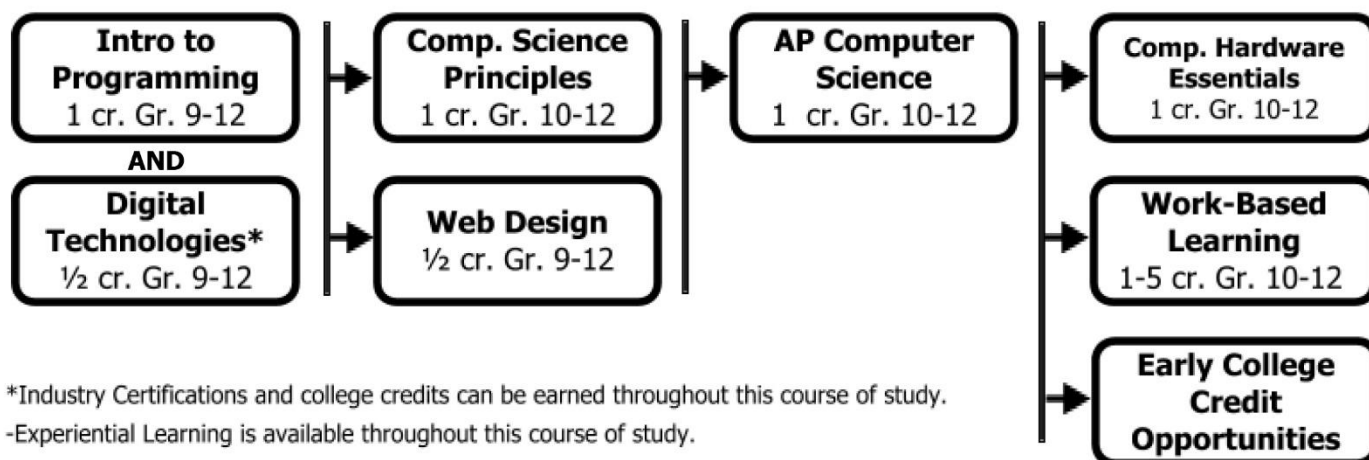 Intro to
Programming
1 cr. Gr. 9-12
AND
Digital
Technologies*
½ cr. Gr. 9-12
Comp. Science
Principles
1 cr. Gr. 10-12
Web Design
½ cr. Gr. 9-12
AP Computer
Science
1 cr. Gr. 10-12
Comp. Hardware
Essentials
1 cr. Gr. 10-12
Work-Based
Learning
1-5 cr. Gr. 10-12
Early College
Credit
Opportunities
*Industry Certifications and college credits can be earned throughout this course of study.
-Experiential Learning is available throughout this course of study.